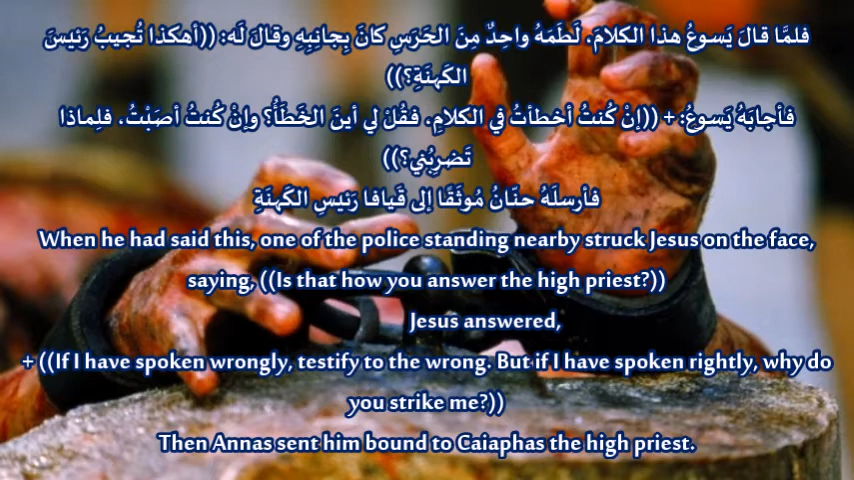 فلمَّا قالَ يَسوعُ هذا الكلامَ، لَطَمَهُ واحِدٌ مِنَ الحَرَسِ كانَ بِجانِبِهِ وقالَ لَه: ((أهكذا تُجيبُ رَئيسَ
الكَهنَةِ؟))
فأجابَهُ يَسوعُ: + ((إنْ كُنتُ أخطأتُ في الكلامِ، فقُلْ لي أينَ الخَطَأُ؟ وإنْ كُنتُ أصَبْتُ، فلِماذا
تَضرِبُني؟))
فأرسلَهُ حنّانُ مُوثَقًا إلى قَيافا رَئيسِ الكَهنَةِ
When he had said this, one of the police standing nearby struck Jesus on the face,
saying, ((Is that how you answer the high priest?))
Jesus answered,
+ ((If I have spoken wrongly, testify to the wrong. But if I have spoken rightly, why do
you strike me?))
Then Annas sent him bound to Caiaphas the high priest.